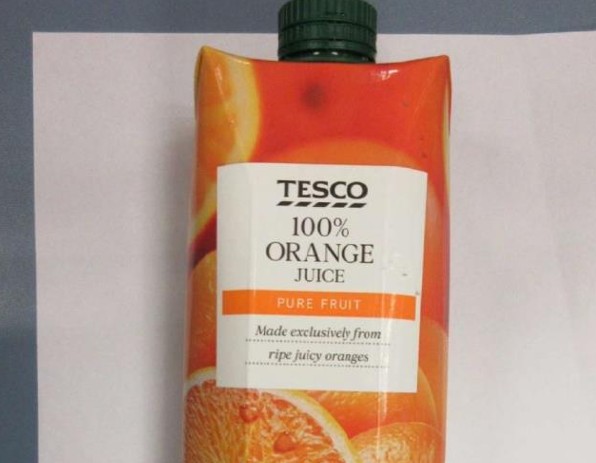 TESCO
100%
ORANGE
JUICE
PURE FRUIT
Made exclusively from
ripe juicy oranges